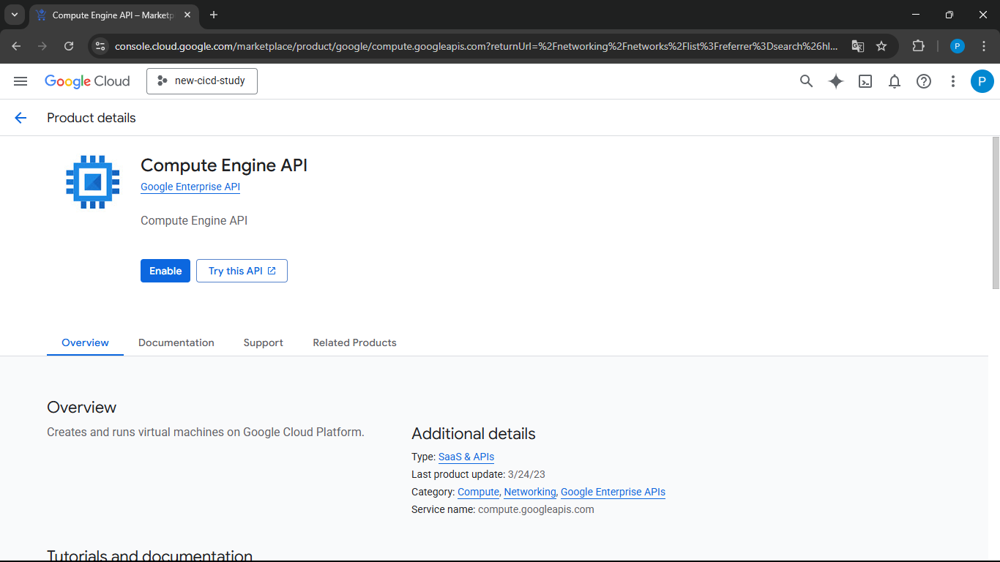 Compute Engine API – Marketp
console.cloud.google.com/marketplace/product/google/compute.googleapis.com?returnUrl=%2Fnetworking%2Fnetworks%2Flist%3Freferrer%3Dsearch%26hl...
P
Google Cloud
new-cicd-study
P
Product details
Compute Engine API
Google Enterprise API
Compute Engine API
Enable
Try this API
Overview
Documentation
Support
Related Products
Overview
Creates and runs virtual machines on Google Cloud Platform.
Additional details
Type: SaaS & APIs
Last product update: 3/24/23
Category: Compute, Networking, Google Enterprise APIs
Service name: compute.googleapis.com
Tutorials and documentation